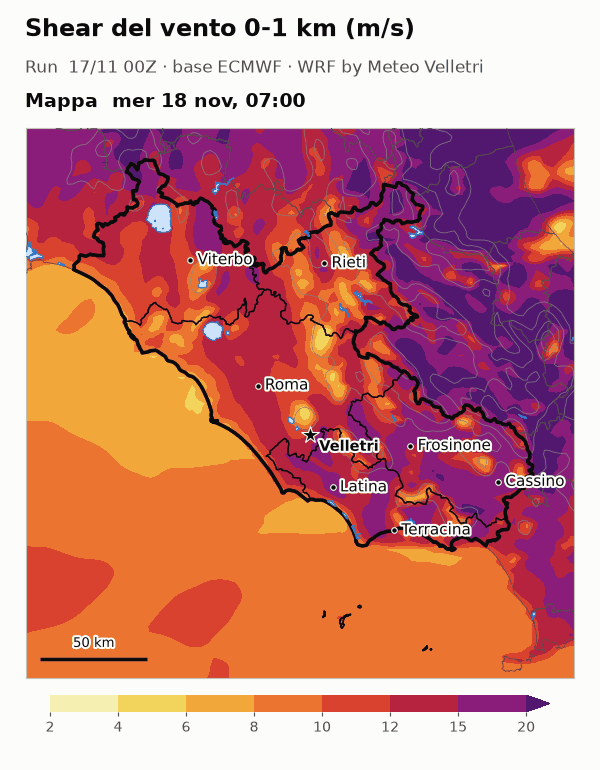 Shear del vento 0-1 km (m/s)
Run  17/11 00Z · base ECMWF · WRF by Meteo Velletri
Mappa  mer 18 nov, 07:00
Viterbo
Rieti
Roma
Velletri
Frosinone
Latina
Cassino
Terracina
50 km
2 4 6 8 10 12 15 20